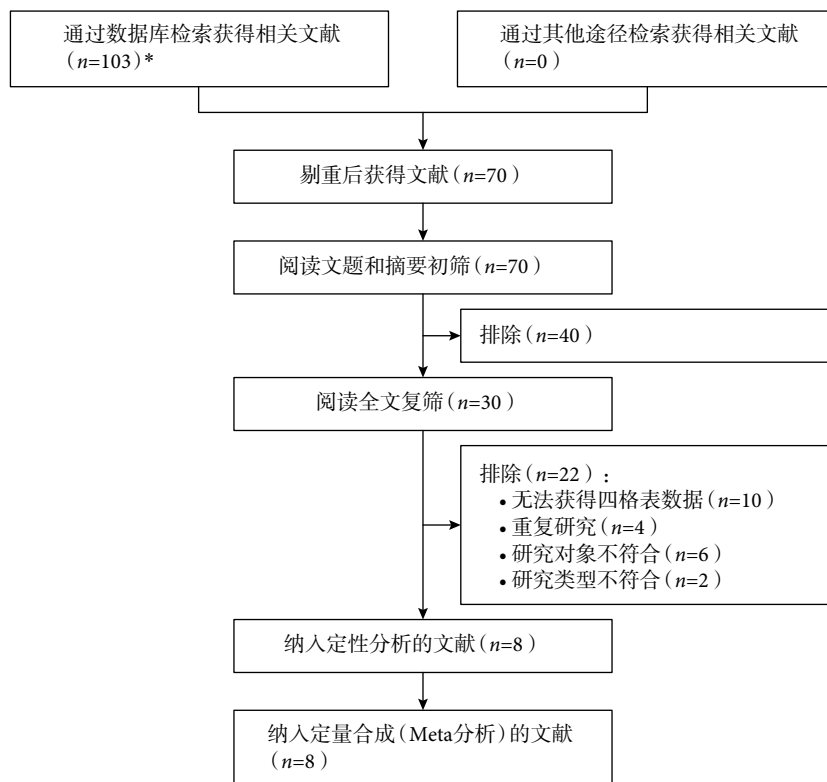 通过数据库检索获得相关文献
（n=103）*
通过其他途径检索获得相关文献
（n=0）
剔重后获得文献（n=70）
阅读文题和摘要初筛（n=70）
排除（n=40）
阅读全文复筛（n=30）
排除（n=22）：
• 无法获得四格表数据（n=10）
• 重复研究（n=4）
• 研究对象不符合（n=6）
• 研究类型不符合（n=2）
纳入定性分析的文献（n=8）
纳入定量合成（Meta分析）的文献
（n=8）